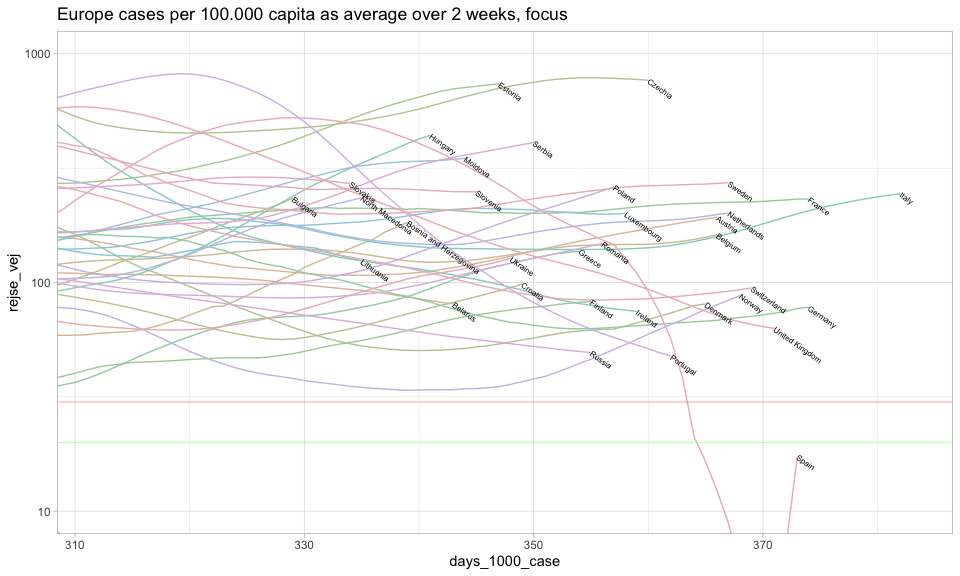 Europe cases per 100.000 capita as average over 2 weeks, focus
1000
Czechia
Estonia
Hungary
Serbia
Moldova
Slovakia
Slovenia
Poland
Sweden
France
Italy
Bulgaria
North Macedonia
Luxembourg
Netherlands
Austria
Bosnia and Herzegovina
Belgium
Romania
Greece
Lithuania
Ukraine
100
Croatia
Switzerland
Norway
Belarus
Finland
Ireland
Denmark
Germany
United Kingdom
Russia
Portugal
Spain
10
310
330
350
370
days_1000_case
rejse_vej